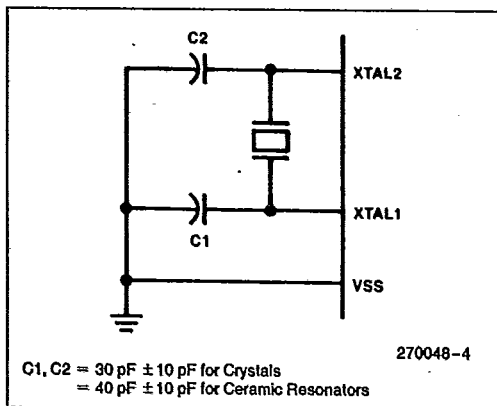 C2
XTAL2
XTAL1
C1
VSS
270048-4
C1, C2 = 30 pF ±10 pF for Crystals
= 40 pF ±10 pF for Ceramic Resonators